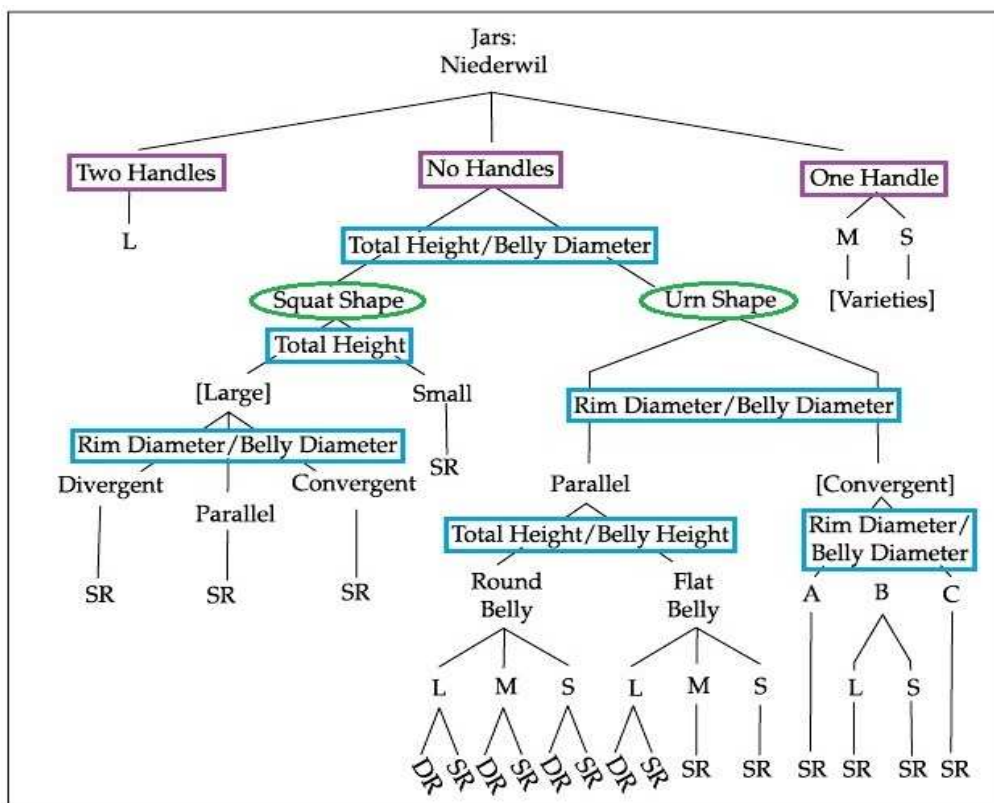 Jars:
Niederwil
Two Handles
No Handles
One Handle
L
M S
[Varieties]
Total Height/Belly Diameter
Squat Shape
Urn Shape
Total Height
[Large]
Small
SR
Rim Diameter/Belly Diameter
Divergent
Parallel
Convergent
SR SR SR
Rim Diameter/Belly Diameter
Parallel
[Convergent]
Total Height/Belly Height
Rim Diameter/
Belly Diameter
Round
Belly
Flat
Belly
A B C
L M S L M S L S
DR SR DR SR DR SR DR SR SR SR SR SR SR SR